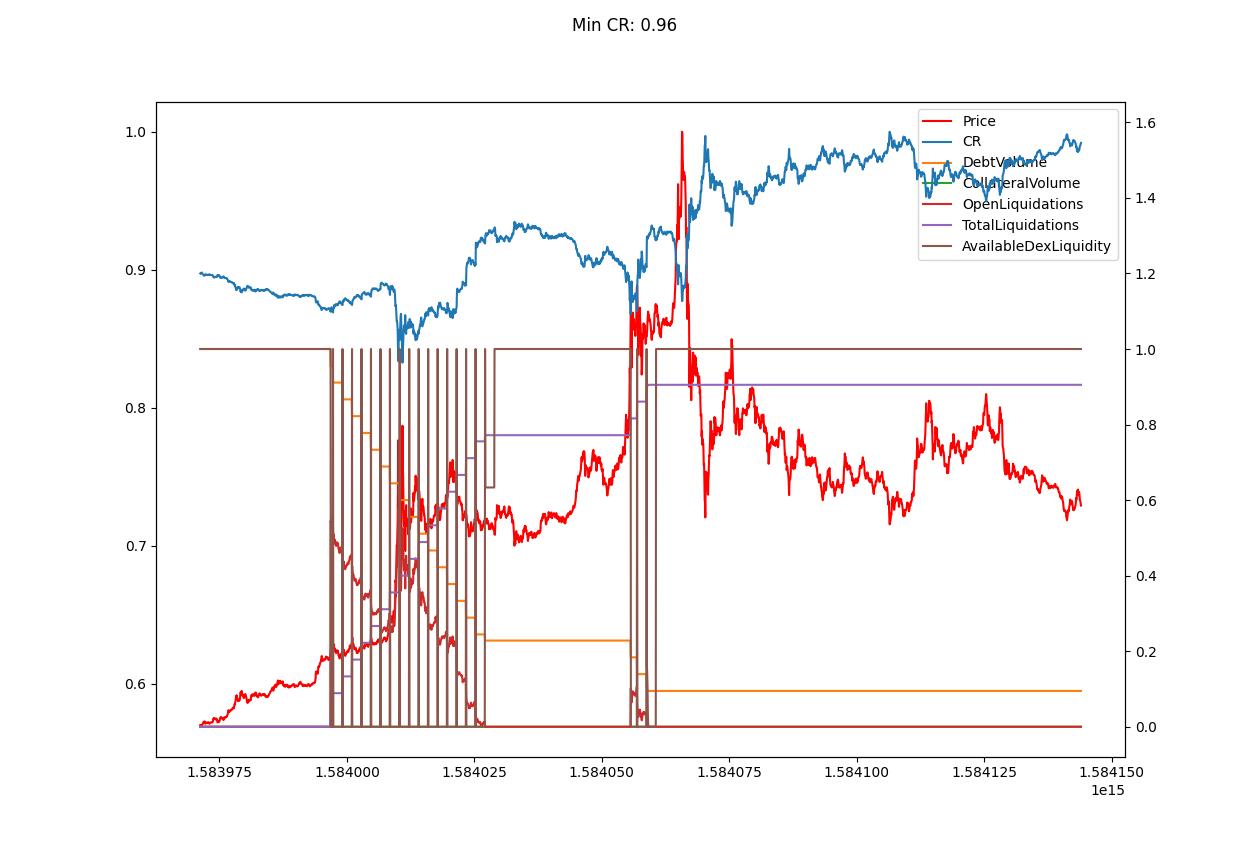 Min CR: 0.96
1.0
0.9
0.8
0.7
0.6
1.6
1.4
1.2
1.0
0.8
0.6
0.4
0.2
0.0
Price
CR
DebtVolume
CollateralVolume
OpenLiquidations
TotalLiquidations
AvailableDexLiquidity
1.583975 1.584000 1.584025 1.584050 1.584075 1.584100 1.584125 1.584150
1e15